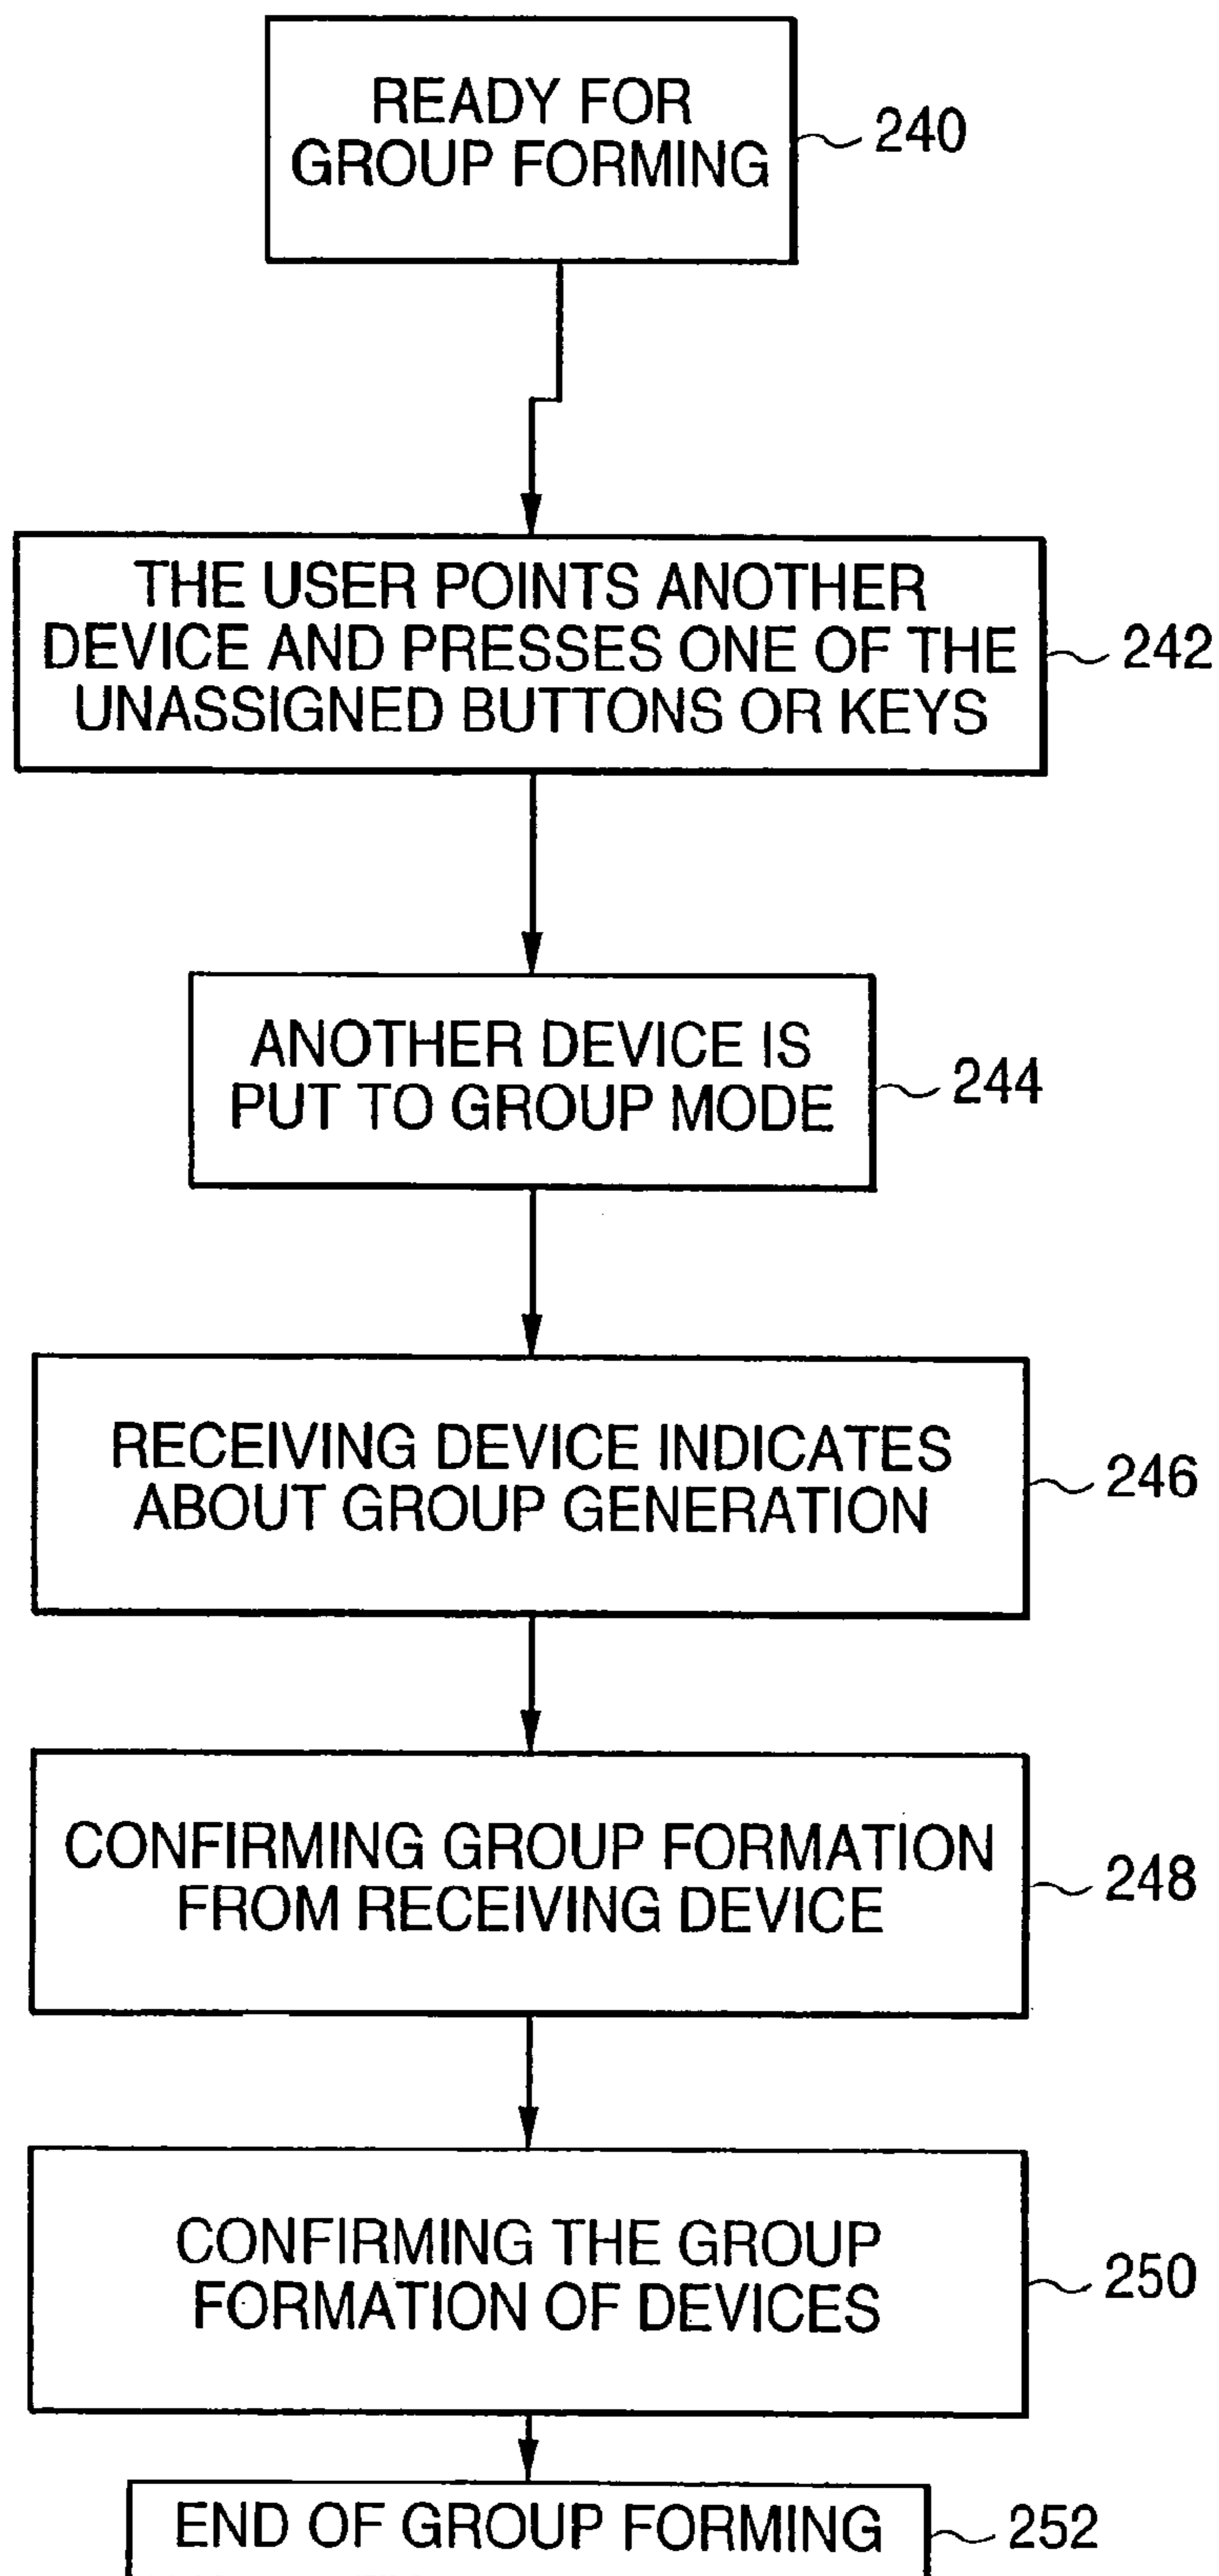 READY FOR
GROUP FORMING
240
THE USER POINTS ANOTHER
DEVICE AND PRESSES ONE OF THE
UNASSIGNED BUTTONS OR KEYS
242
ANOTHER DEVICE IS
PUT TO GROUP MODE
244
RECEIVING DEVICE INDICATES
ABOUT GROUP GENERATION
246
CONFIRMING GROUP FORMATION
FROM RECEIVING DEVICE
248
CONFIRMING THE GROUP
FORMATION OF DEVICES
250
END OF GROUP FORMING
252